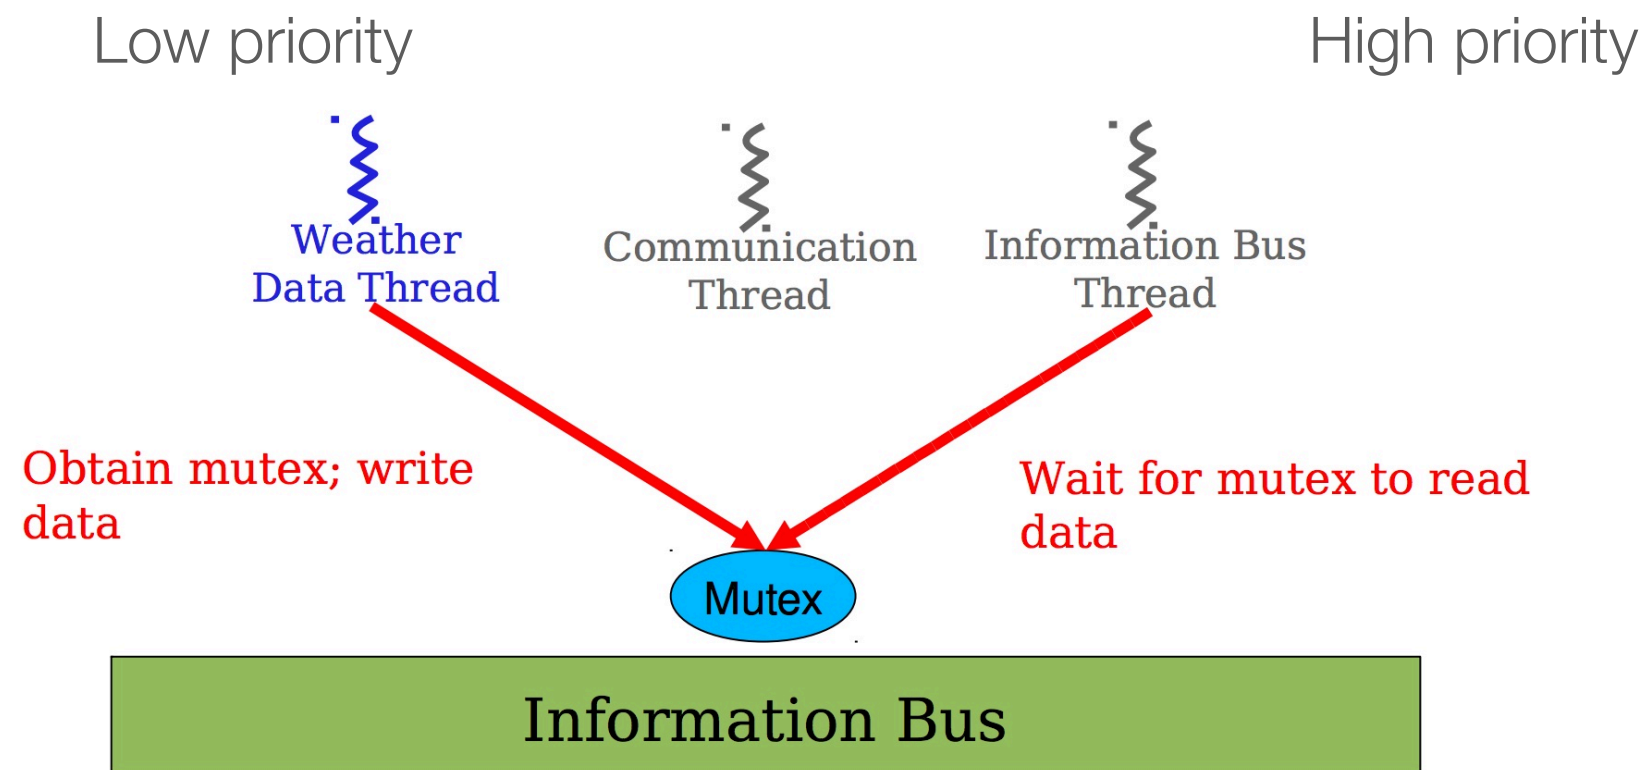 Low priority
High priority
Weather
Data Thread
Communication
Thread
Information Bus
Thread
Obtain mutex; write
data
Wait for mutex to read
data
Mutex
Information Bus